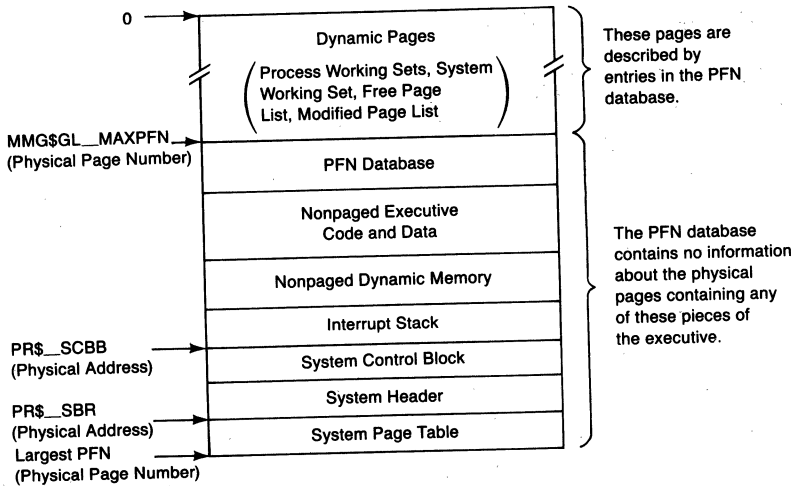 0
Dynamic Pages
Process Working Sets, System
Working Set, Free Page
List, Modified Page List
These pages are
described by
entries in the PFN
database.
MMG$GL__MAXPFN
(Physical Page Number)
PFN Database
Nonpaged Executive
Code and Data
Nonpaged Dynamic Memory
Interrupt Stack
The PFN database
contains no information
about the physical
pages containing any
of these pieces of
the executive.
PR$__SCBB
(Physical Address)
System Control Block
System Header
PR$__SBR
(Physical Address)
System Page Table
Largest PFN
(Physical Page Number)